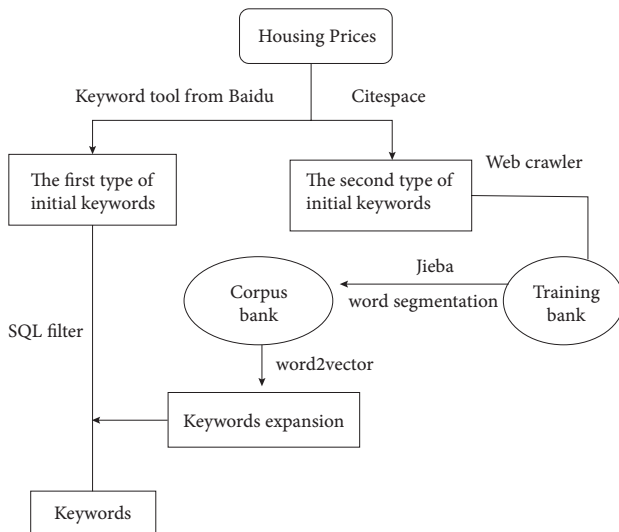 Housing Prices
Keyword tool from Baidu
Citespace
The first type of
initial keywords
The second type of
initial keywords
Web crawler
Jieba
word segmentation
Corpus
bank
Training
bank
SQL filter
word2vector
Keywords expansion
Keywords